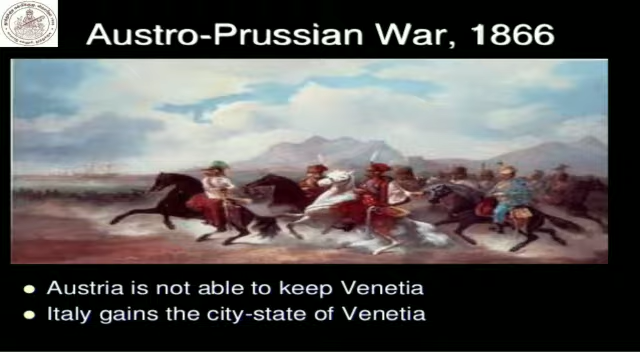 Austro-Prussian War, 1866
Austria is not able to keep Venetia
Italy gains the city-state of Venetia